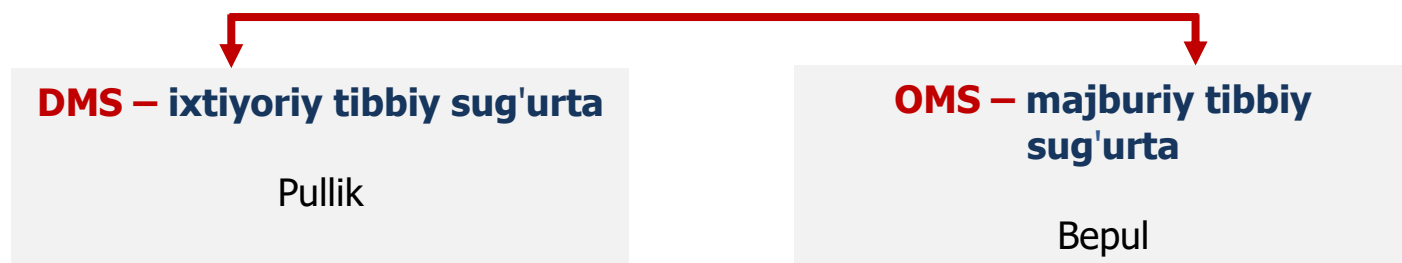 DMS – ixtiyoriy tibbiy sug'urta
Pullik
OMS – majburiy tibbiy
sug'urta
Bepul